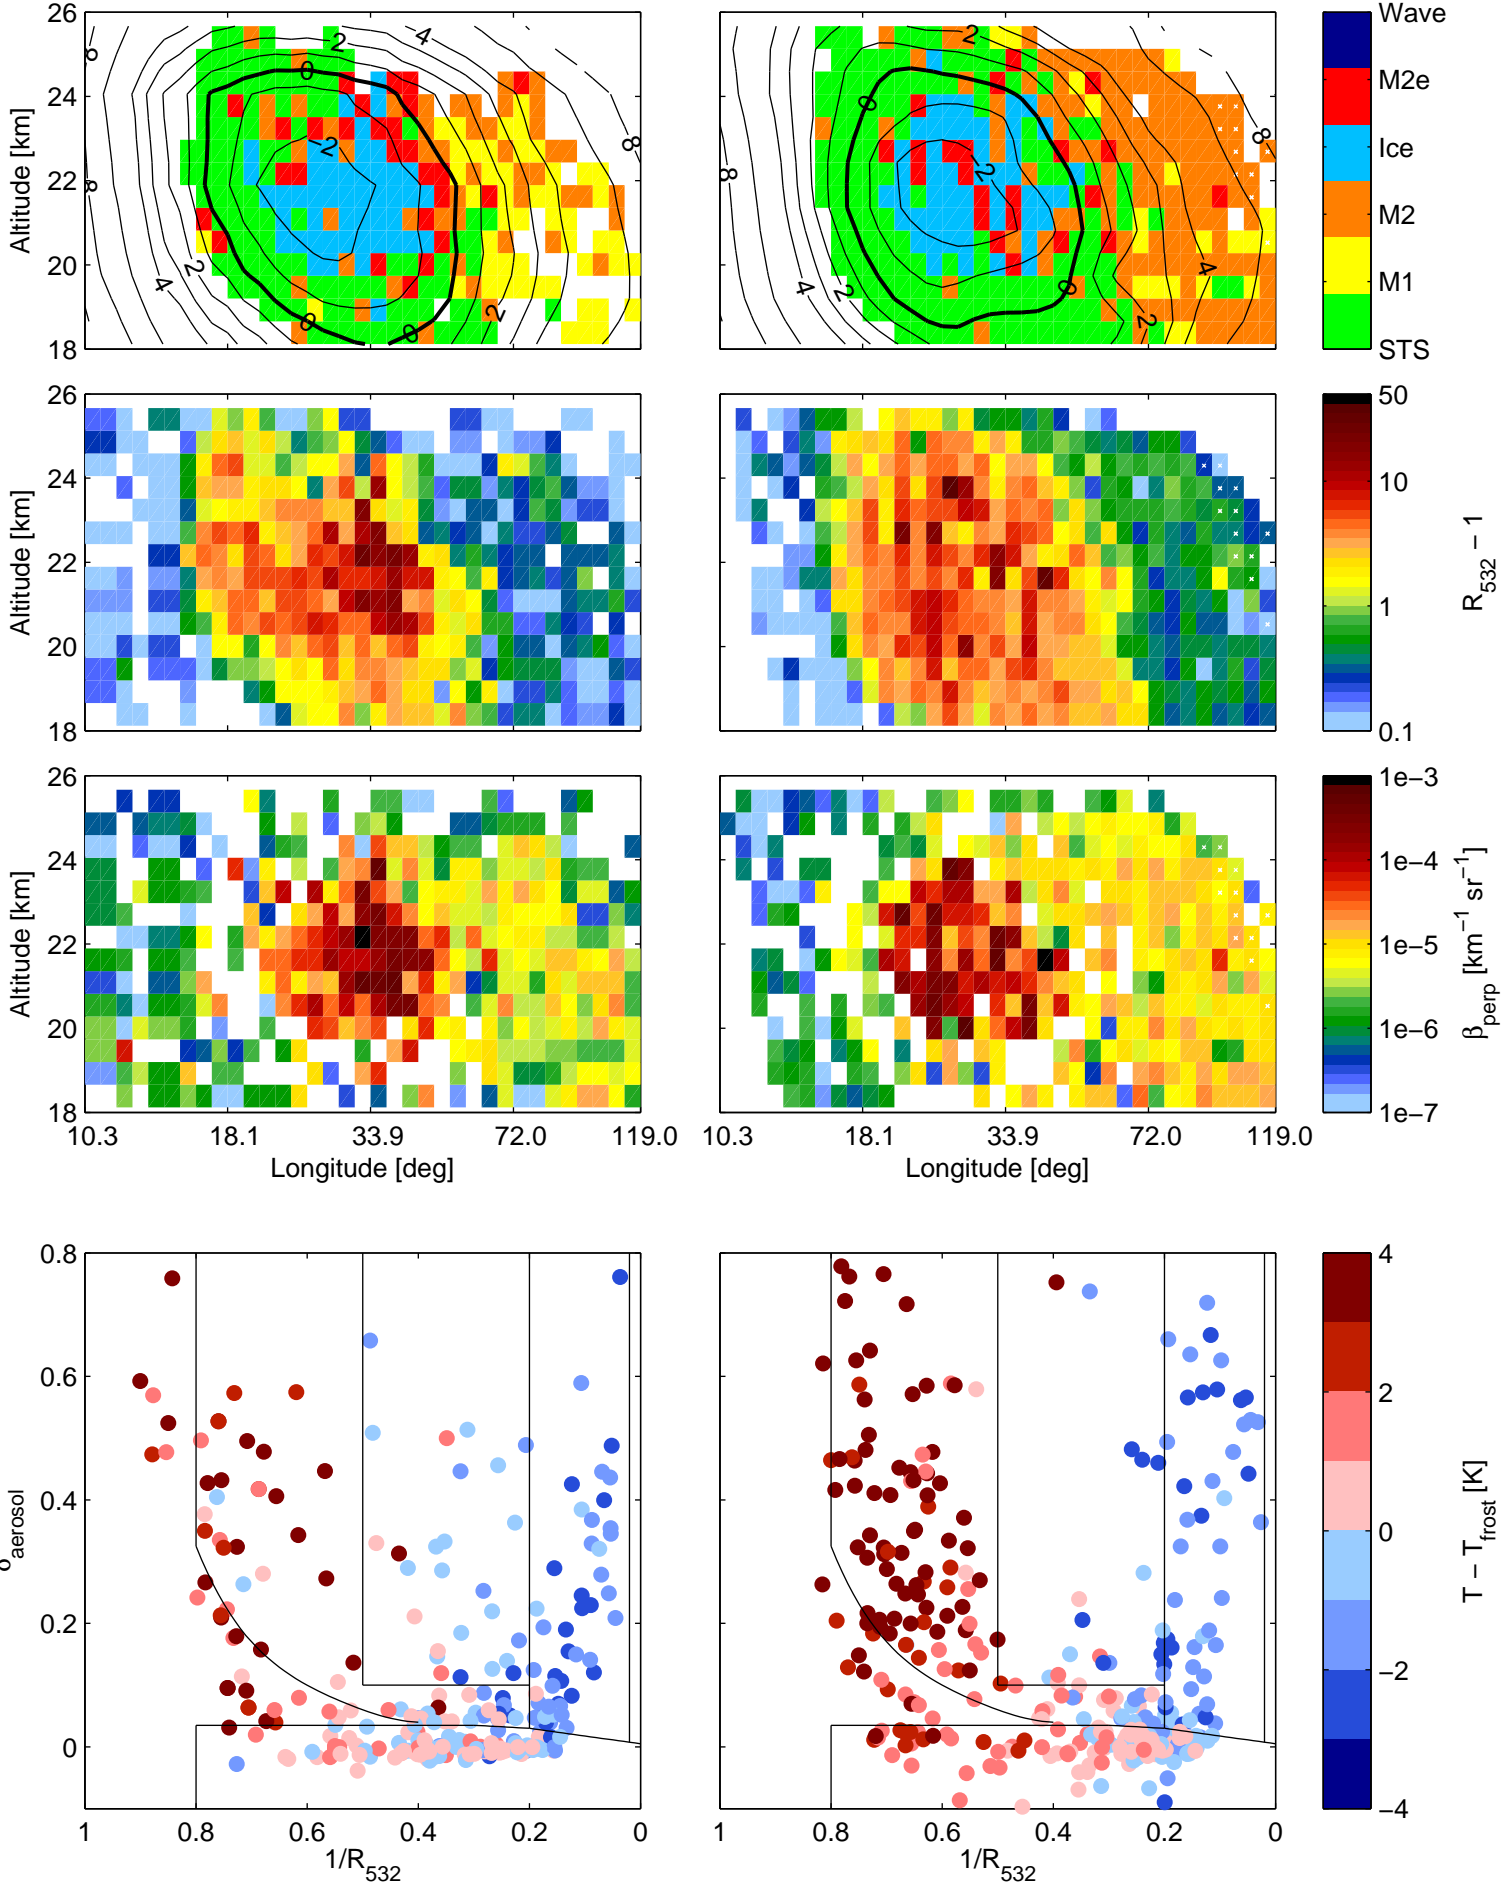 26
24
22
20
18
Altitude [km]
8
8
8
4
2
0
−2
2
4
0
0
2
2
8
0
−2
8
4
2
0
4
2
Wave
M2e
Ice
M2
M1
STS
26
24
22
20
18
Altitude [km]
50
10
1
0.1
R532 − 1
26
24
22
20
18
Altitude [km]
10.3 18.1 33.9 72.0 119.0
Longitude [deg]
10.3 18.1 33.9 72.0 119.0
Longitude [deg]
1e−3
1e−4
1e−5
1e−6
1e−7
βperp [km−1 sr−1]
0.8
0.6
0.4
0.2
0
δaerosol
1 0.8 0.6 0.4 0.2 0
1/R532
1 0.8 0.6 0.4 0.2 0
1/R532
4
2
0
−2
−4
T − Tfrost [K]